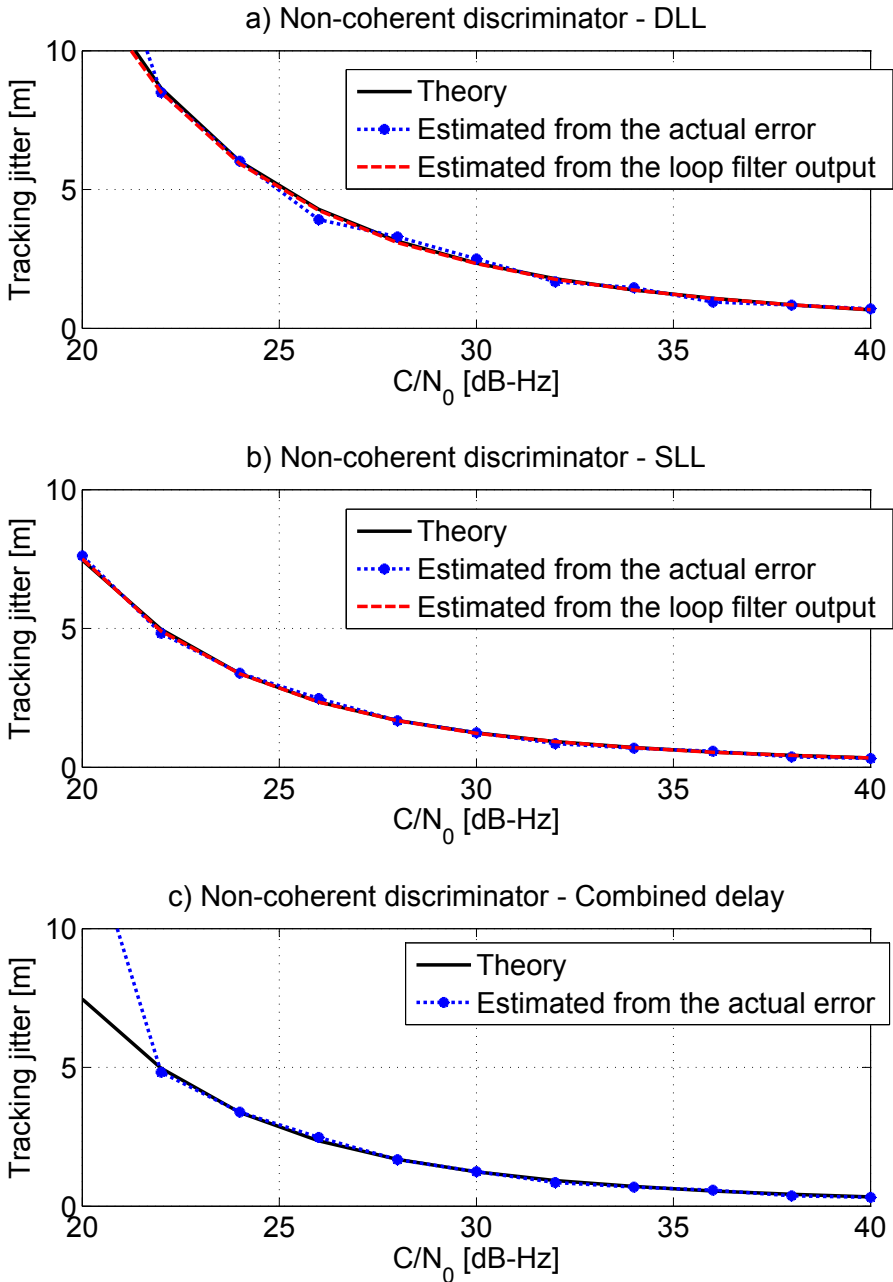 a) Non-coherent discriminator - DLL
10
5
0
Tracking jitter [m]
Theory
Estimated from the actual error
Estimated from the loop filter output
20 25 30 35 40
C/N0 [dB-Hz]
b) Non-coherent discriminator - SLL
10
5
0
Tracking jitter [m]
Theory
Estimated from the actual error
Estimated from the loop filter output
20 25 30 35 40
C/N0 [dB-Hz]
c) Non-coherent discriminator - Combined delay
10
5
0
Tracking jitter [m]
Theory
Estimated from the actual error
20 25 30 35 40
C/N0 [dB-Hz]